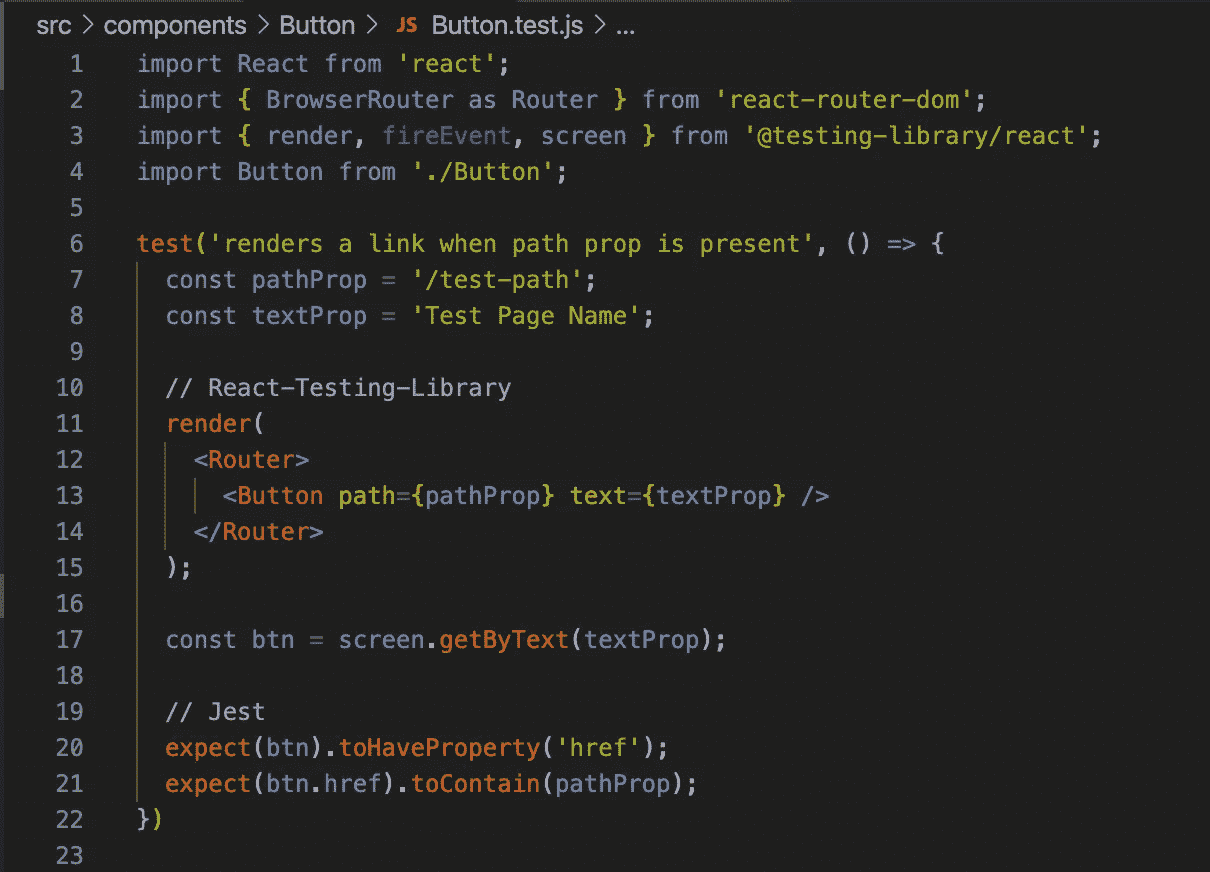 src > components > Button > JS Button.test.js > ...
1 import React from 'react';
2 import { BrowserRouter as Router } from 'react-router-dom';
3 import { render, fireEvent, screen } from '@testing-library/react';
4 import Button from './Button';
5
6 test('renders a link when path prop is present', () => {
7   const pathProp = '/test-path';
8   const textProp = 'Test Page Name';
9
10   // React-Testing-Library
11   render(
12     <Router>
13       <Button path={pathProp} text={textProp} />
14     </Router>
15   );
16
17   const btn = screen.getByText(textProp);
18
19   // Jest
20   expect(btn).toHaveProperty('href');
21   expect(btn.href).toContain(pathProp);
22 })
23